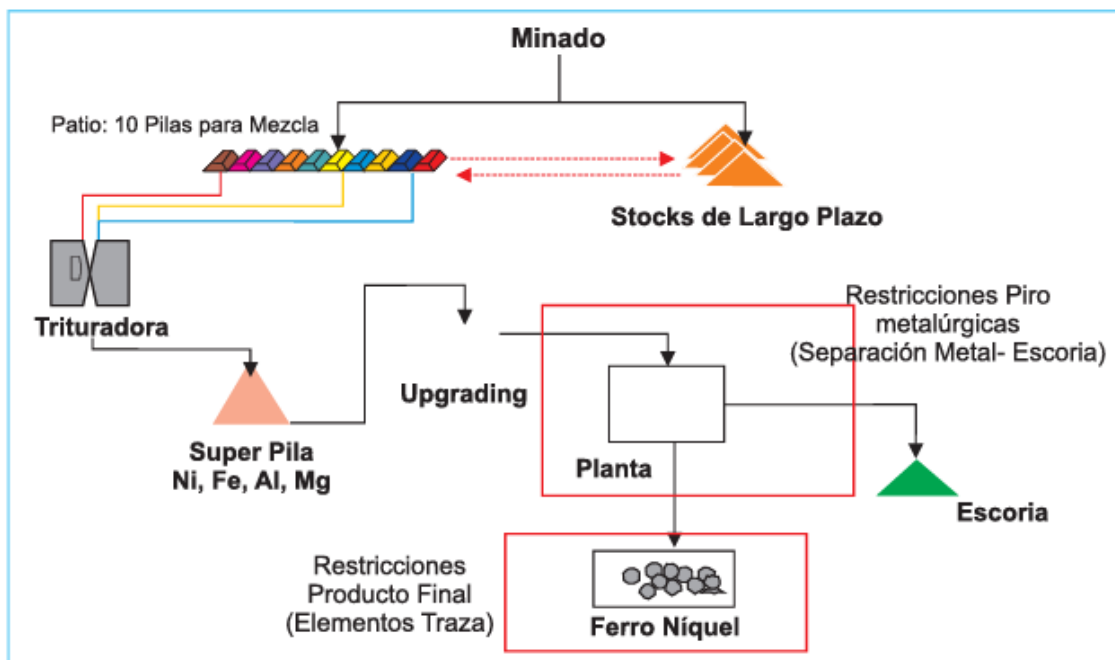 Minado
Patio: 10 Pilas para Mezcla
Stocks de Largo Plazo
Trituradora
Restricciones Piro
metalúrgicas
(Separación Metal- Escoria)
Upgrading
Super Pila
Ni, Fe, Al, Mg
Planta
Escoria
Restricciones
Producto Final
(Elementos Traza)
Ferro Níquel